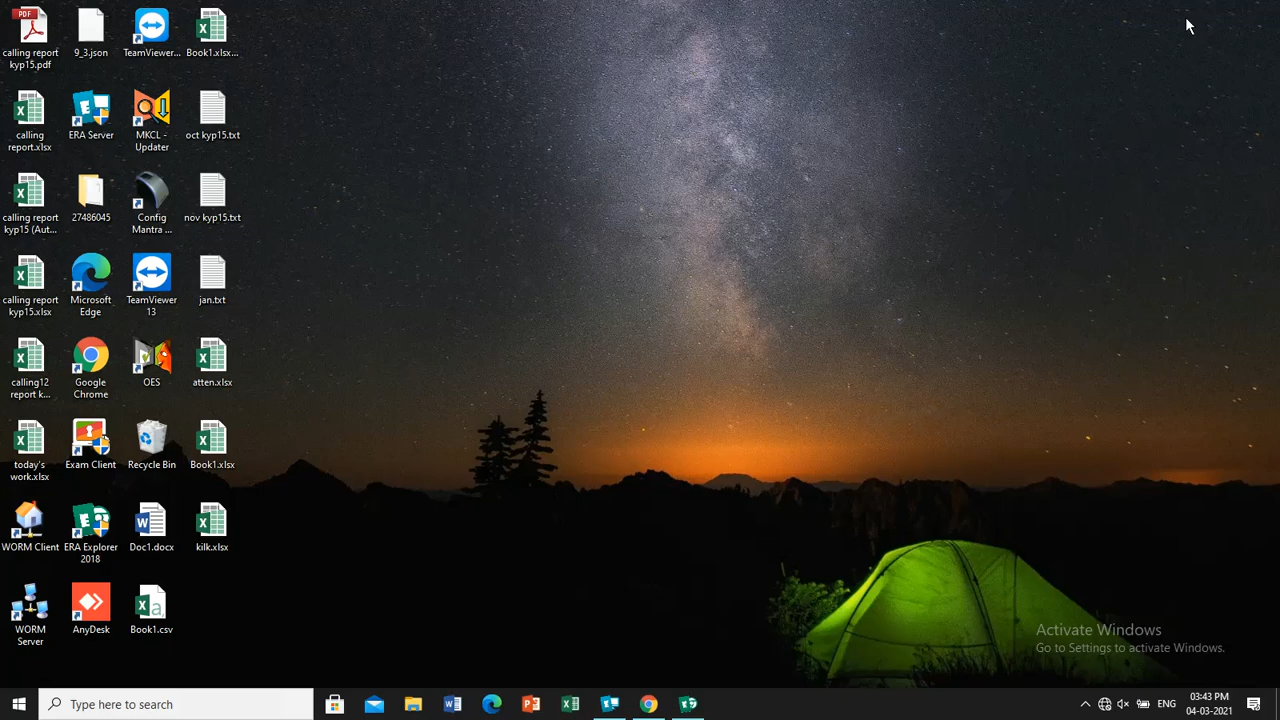 PDF
calling report
kyp15.pdf
9_3.json
TeamViewer...
Book1.xlsx...
calling
report.xlsx
ERA Server
MKCL -
Updater
oct kyp15.txt
calling report
kyp15 (Aut...
27486045
Config
Mantra ...
nov kyp15.txt
calling report
kyp15.xlsx
Microsoft
Edge
TeamViewer
13
jan.txt
calling12
report k...
Google
Chrome
OES
atten.xlsx
today's
work.xlsx
Exam Client
Recycle Bin
Book1.xlsx
WORM Client
ERA Explorer
2018
Doc1.docx
kilk.xlsx
WORM
Server
AnyDesk
Book1.csv
Activate Windows
Go to Settings to activate Windows.
Type here to search
ENG
03:43 PM
04-03-2021